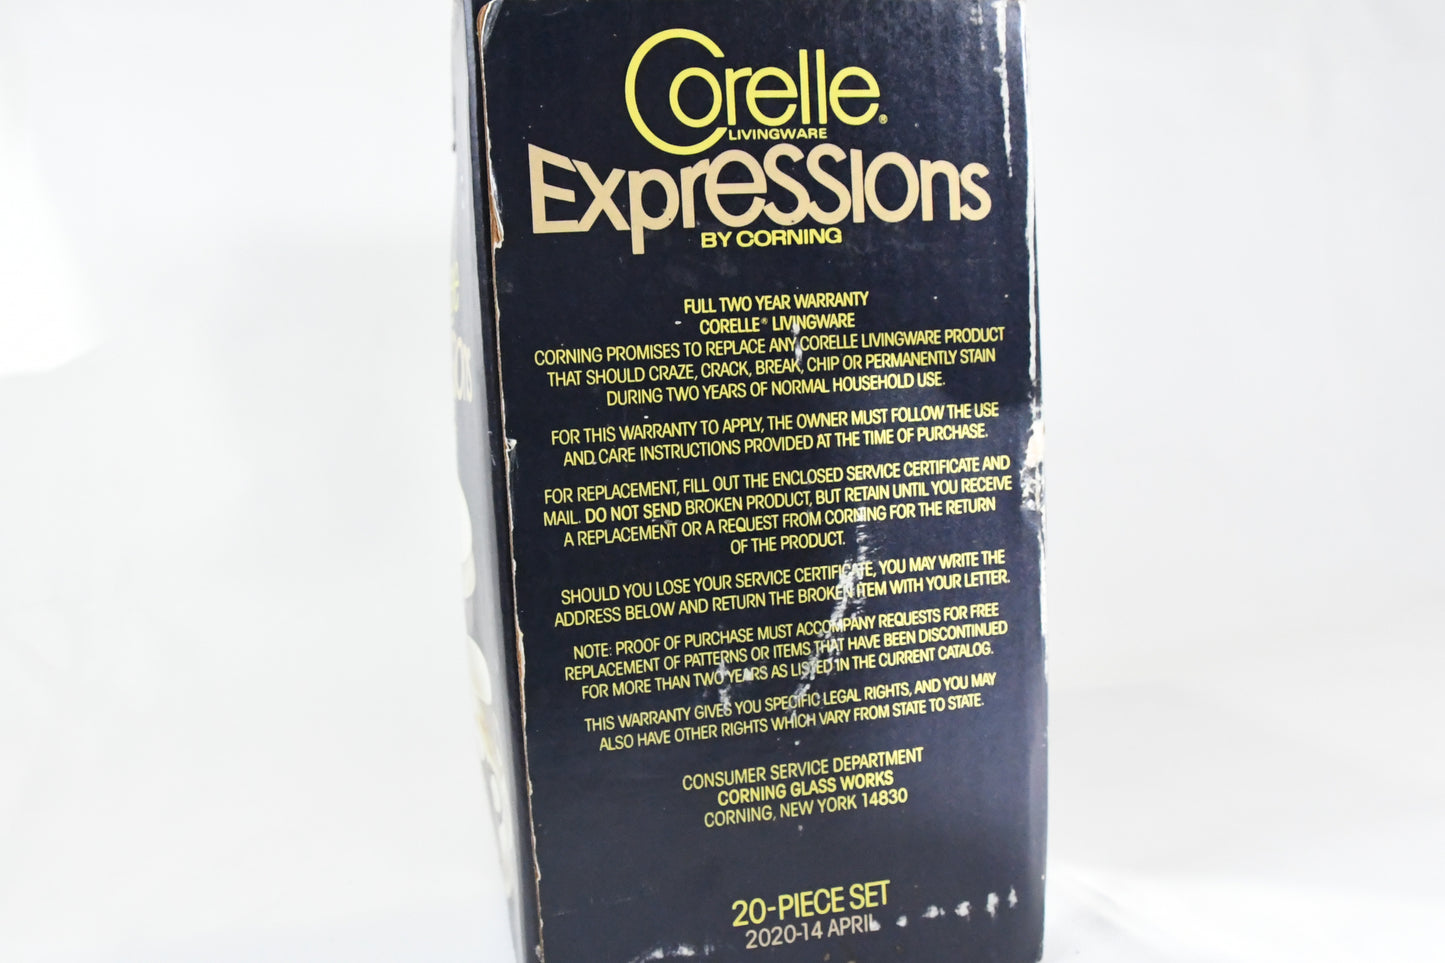 Corelle®
LIVINGWARE
Expressions
BY CORNING
FULL TWO YEAR WARRANTY
CORELLE® LIVINGWARE
CORNING PROMISES TO REPLACE ANY CORELLE LIVINGWARE PRODUCT
THAT SHOULD CRAZE, CRACK, BREAK, CHIP OR PERMANENTLY STAIN
DURING TWO YEARS OF NORMAL HOUSEHOLD USE.
FOR THIS WARRANTY TO APPLY, THE OWNER MUST FOLLOW THE USE
AND CARE INSTRUCTIONS PROVIDED AT THE TIME OF PURCHASE.
FOR REPLACEMENT, FILL OUT THE ENCLOSED SERVICE CERTIFICATE AND
MAIL. DO NOT SEND BROKEN PRODUCT, BUT RETAIN UNTIL YOU RECEIVE
A REPLACEMENT OR A REQUEST FROM CORNING FOR THE RETURN
OF THE PRODUCT.
SHOULD YOU LOSE YOUR SERVICE CERTIFICATE, YOU MAY WRITE THE
ADDRESS BELOW AND RETURN THE BROKEN ITEM WITH YOUR LETTER.
NOTE: PROOF OF PURCHASE MUST ACCOMPANY REQUESTS FOR FREE
REPLACEMENT OF PATTERNS OR ITEMS THAT HAVE BEEN DISCONTINUED
FOR MORE THAN TWO YEARS AS LISTED IN THE CURRENT CATALOG.
THIS WARRANTY GIVES YOU SPECIFIC LEGAL RIGHTS, AND YOU MAY
ALSO HAVE OTHER RIGHTS WHICH VARY FROM STATE TO STATE.
CONSUMER SERVICE DEPARTMENT
CORNING GLASS WORKS
CORNING, NEW YORK 14830
20-PIECE SET
2020-14 APRIL